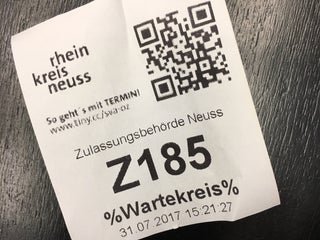 rhein
kreis
neuss
So geht´s mit TERMIN!
www.tiny.cc/sva-oz
Zulassungsbehörde Neuss
Z185
%Wartekreis%
31.07.2017 15:21:27